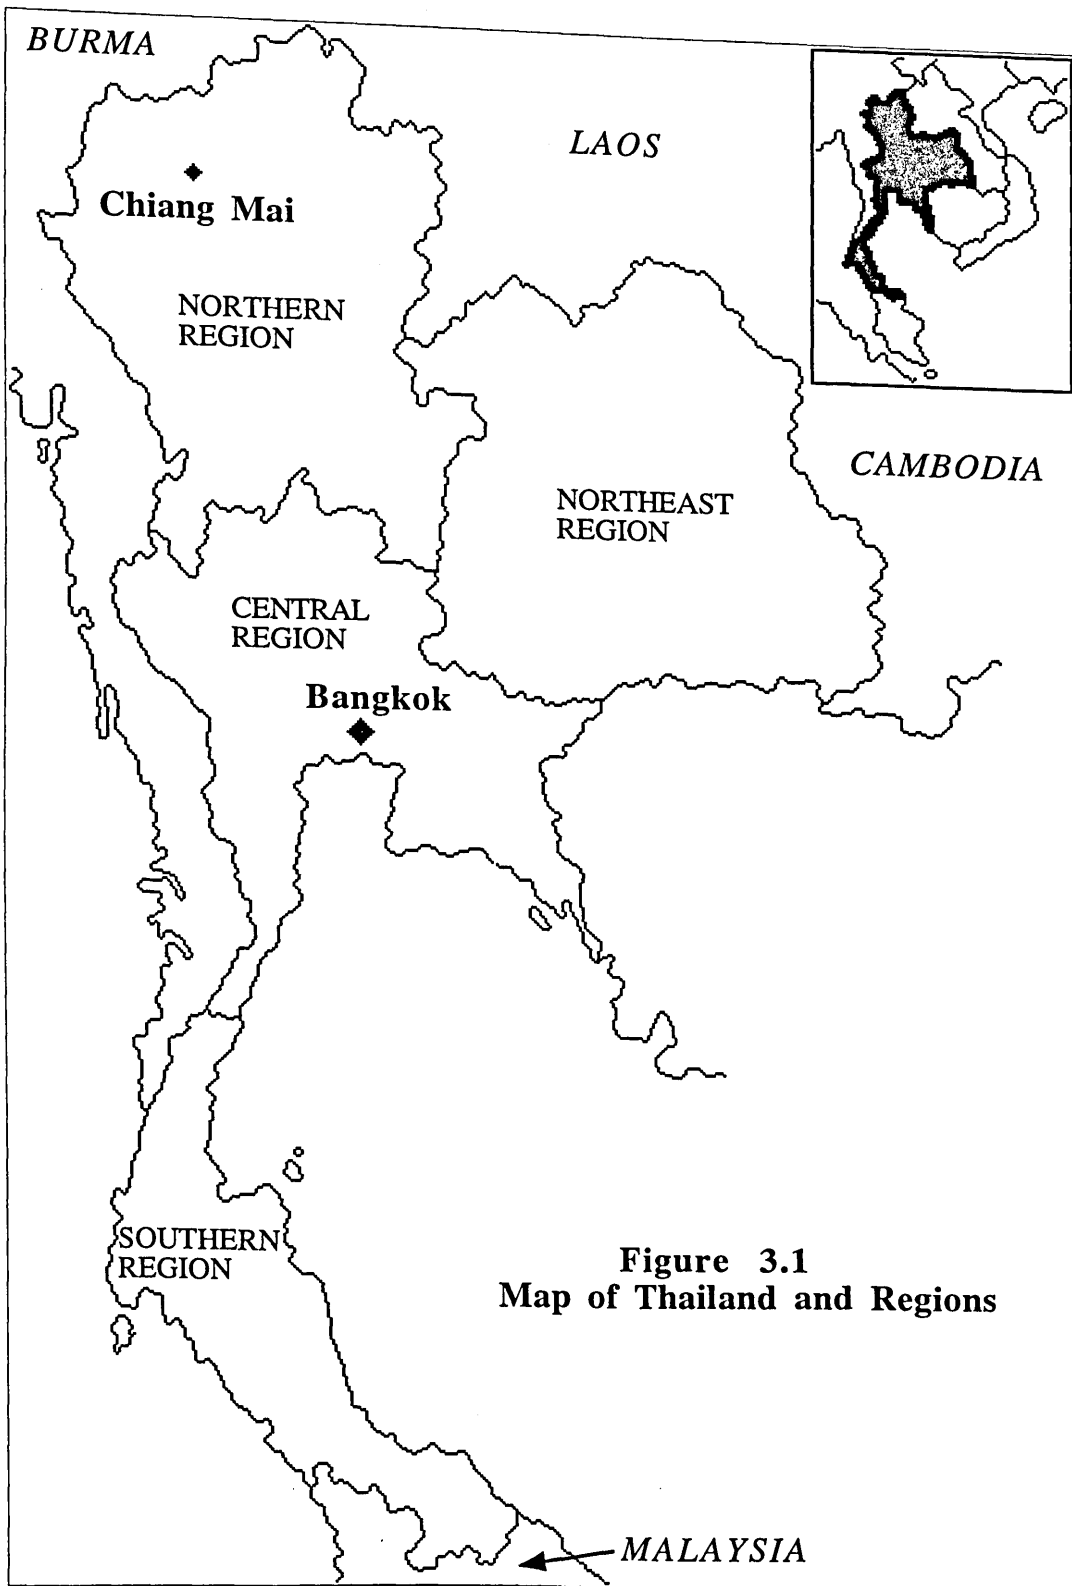 BURMA
LAOS
Chiang Mai
NORTHERN
REGION
CAMBODIA
NORTHEAST
REGION
CENTRAL
REGION
Bangkok
SOUTHERN
REGION
Figure 3.1
Map of Thailand and Regions
MALAYSIA